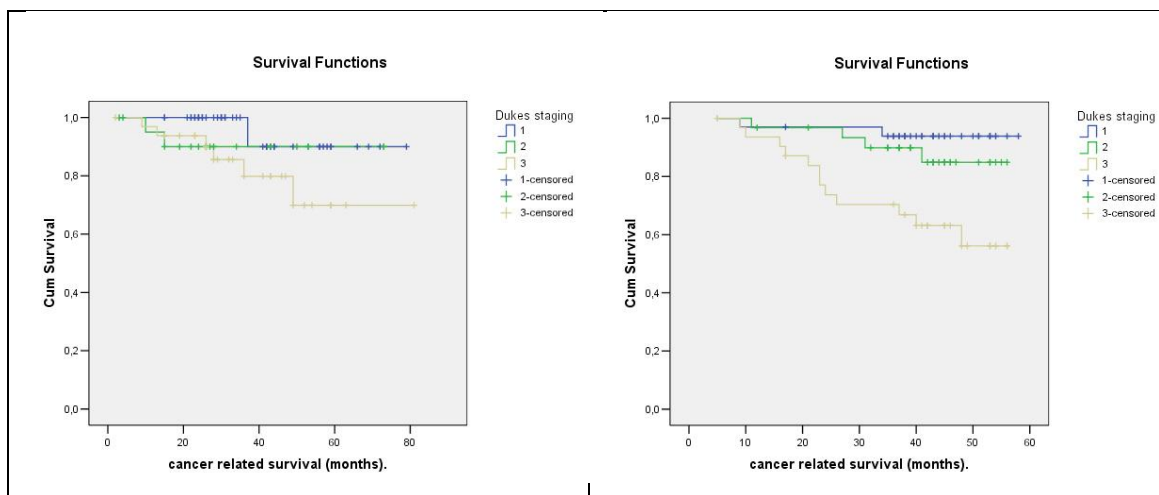 Survival Functions
Cum Survival
1,0
0,8
0,6
0,4
0,2
0,0
0 20 40 60 80
cancer related survival (months).
Dukes staging
1
2
3
1-censored
2-censored
3-censored
Survival Functions
Cum Survival
1,0
0,8
0,6
0,4
0,2
0,0
0 10 20 30 40 50 60
cancer related survival (months).
Dukes staging
1
2
3
1-censored
2-censored
3-censored